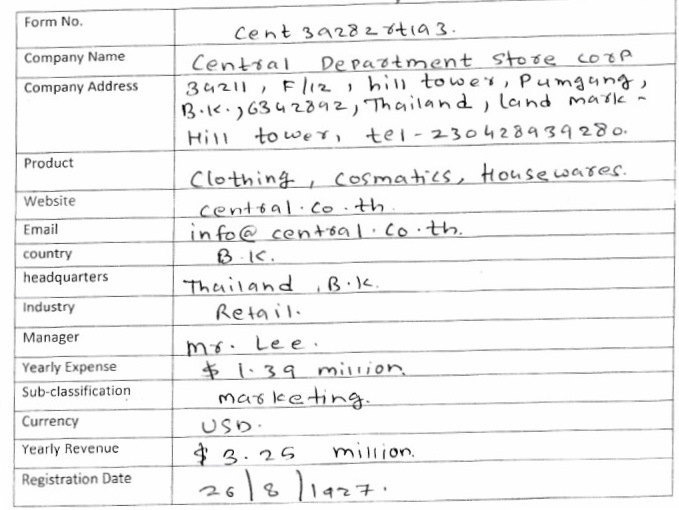 Form No. Cent 39282rt193.
Company Name Central Department Store corp
Company Address 34211, F/12, hill tower, Pumgung,
B.K., 6342892, Thailand, land mark -
Hill tower, tel - 230428939280.
Product Clothing, Cosmatics, Housewares.
Website central.co.th.
Email info@central.co.th.
country B.K.
headquarters Thailand, B.K.
Industry Retail.
Manager Mr. Lee.
Yearly Expense $ 1.39 million.
Sub-classification marketing.
Currency USD.
Yearly Revenue $ 3.25 million.
Registration Date 26/8/1927.